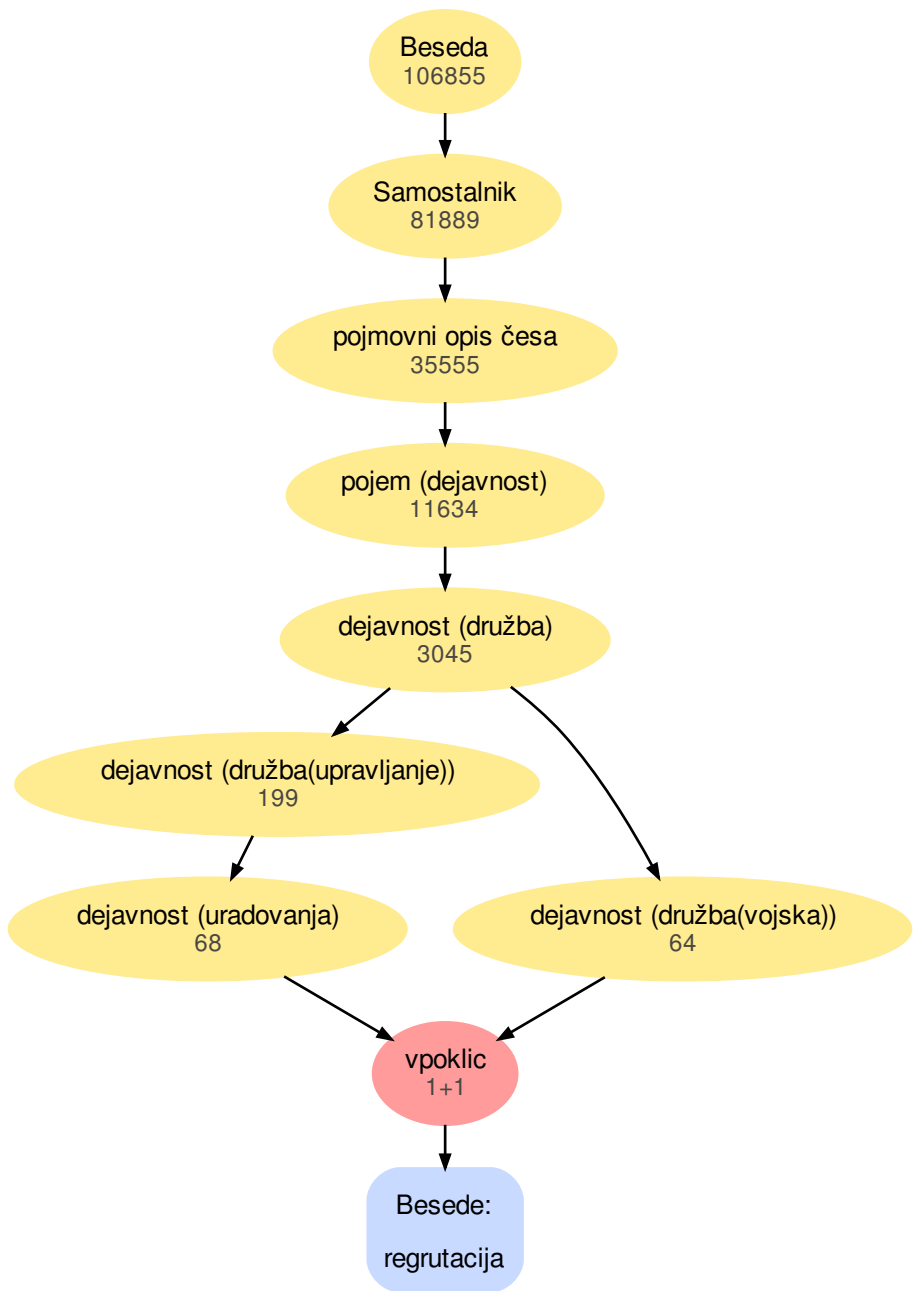 Beseda
106855
Samostalnik
81889
pojmovni opis česa
35555
pojem (dejavnost)
11634
dejavnost (družba)
3045
dejavnost (družba(upravljanje))
199
dejavnost (uradovanja)
68
dejavnost (družba(vojska))
64
vpoklic
1+1
Besede:
regrutacija